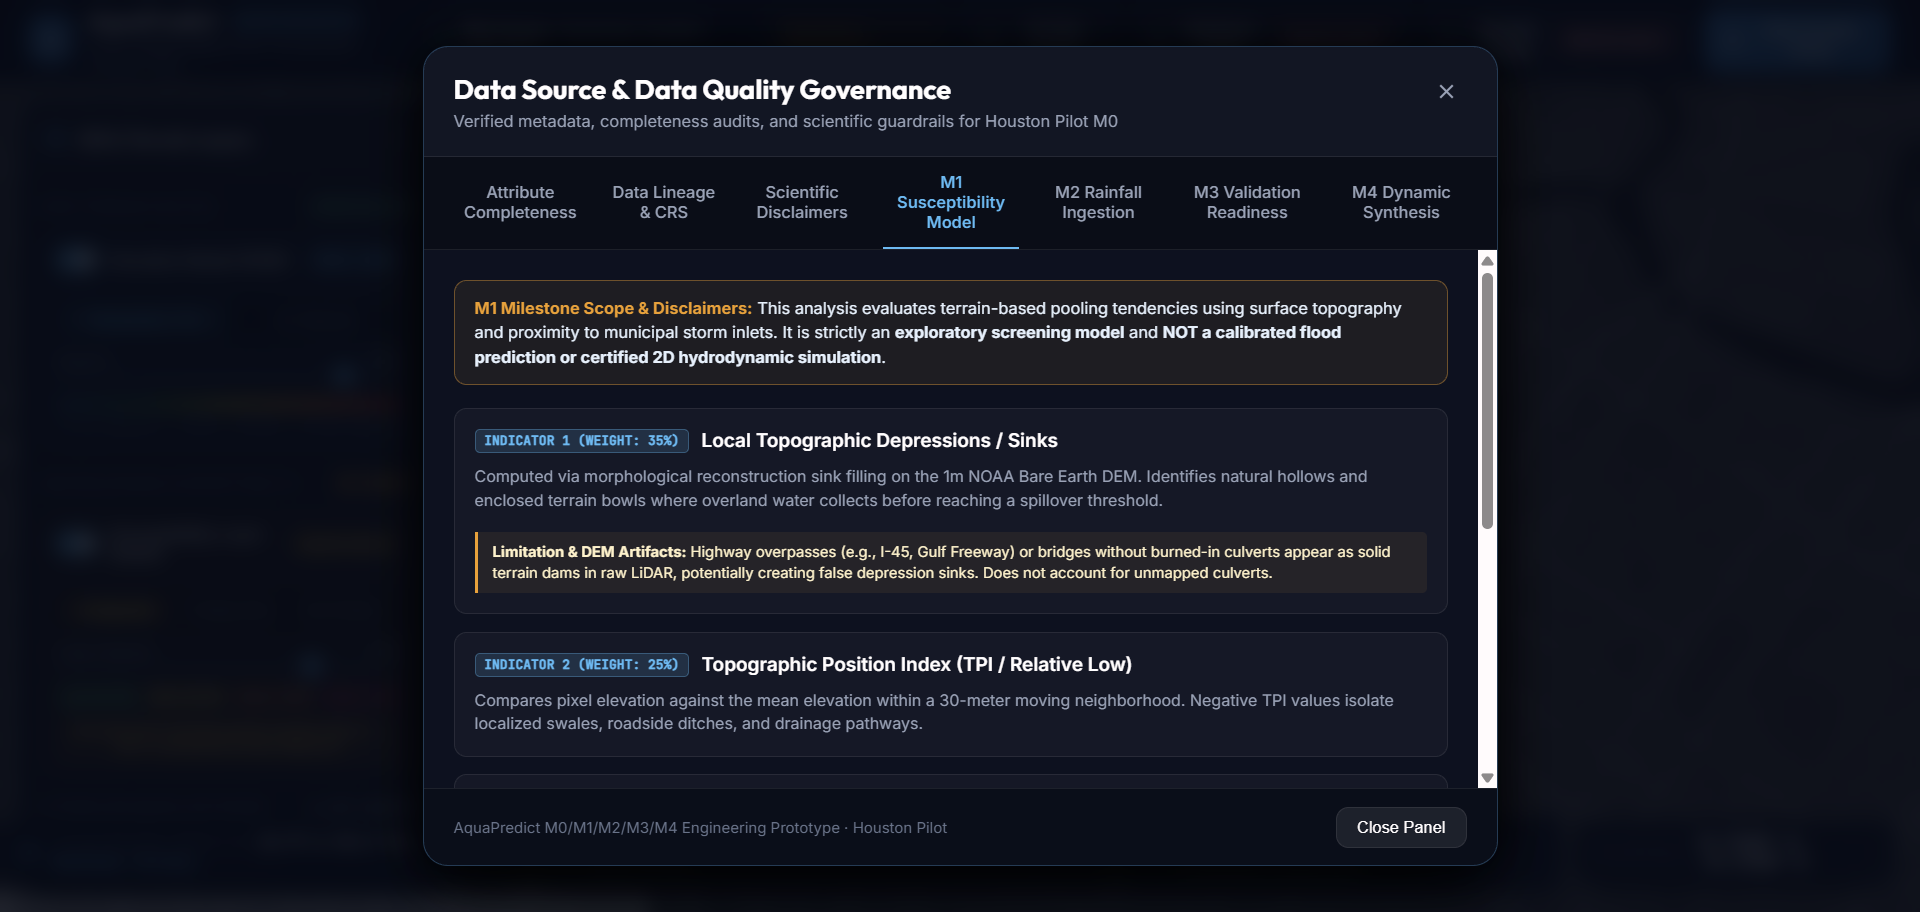 Data Source & Data Quality Governance
Verified metadata, completeness audits, and scientific guardrails for Houston Pilot M0
Attribute
Completeness
Data Lineage
& CRS
Scientific
Disclaimers
M1
Susceptibility
Model
M2 Rainfall
Ingestion
M3 Validation
Readiness
M4 Dynamic
Synthesis
M1 Milestone Scope & Disclaimers: This analysis evaluates terrain-based pooling tendencies using surface topography
and proximity to municipal storm inlets. It is strictly an exploratory screening model and NOT a calibrated flood
prediction or certified 2D hydrodynamic simulation.
INDICATOR 1 (WEIGHT: 35%) Local Topographic Depressions / Sinks
Computed via morphological reconstruction sink filling on the 1m NOAA Bare Earth DEM. Identifies natural hollows and
enclosed terrain bowls where overland water collects before reaching a spillover threshold.
Limitation & DEM Artifacts: Highway overpasses (e.g., I-45, Gulf Freeway) or bridges without burned-in culverts appear as solid
terrain dams in raw LiDAR, potentially creating false depression sinks. Does not account for unmapped culverts.
INDICATOR 2 (WEIGHT: 25%) Topographic Position Index (TPI / Relative Low)
Compares pixel elevation against the mean elevation within a 30-meter moving neighborhood. Negative TPI values isolate
localized swales, roadside ditches, and drainage pathways.
AquaPredict M0/M1/M2/M3/M4 Engineering Prototype · Houston Pilot
Close Panel